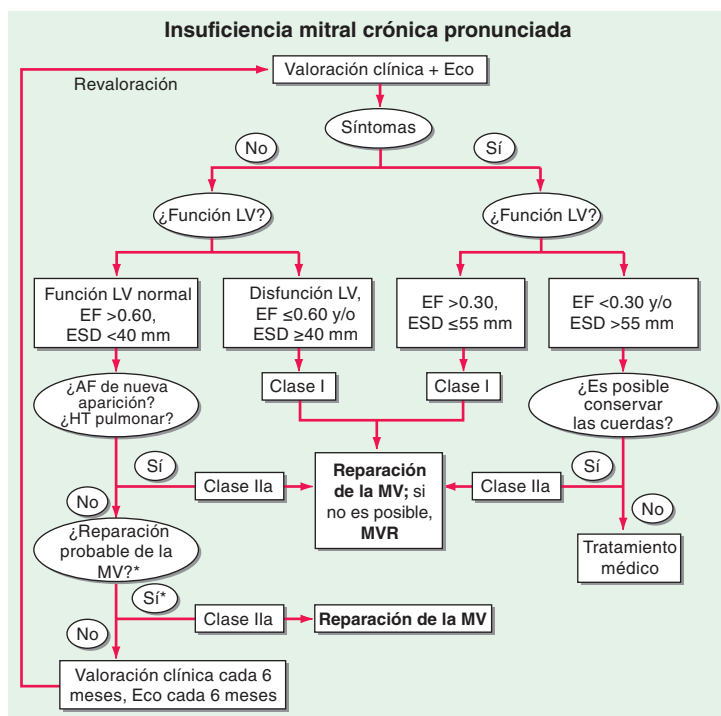 Insuficiencia mitral crónica pronunciada
Valoración clínica + Eco
Revaloración
Síntomas
No
Sí
¿Función LV?
¿Función LV?
Función LV normal
EF >0.60,
ESD <40 mm
Disfunción LV,
EF ≤0.60 y/o
ESD ≥40 mm
EF >0.30,
ESD ≤55 mm
EF <0.30 y/o
ESD >55 mm
¿AF de nueva
aparición?
¿HT pulmonar?
Clase I
Clase I
¿Es posible
conservar
las cuerdas?
Sí
Clase IIa
Reparación
de la MV; si
no es posible,
MVR
Clase IIa
Sí
No
No
¿Reparación
probable de la
MV?*
Tratamiento
médico
Sí*
Clase IIa
Reparación de la MV
No
Valoración clínica cada 6
meses, Eco cada 6 meses